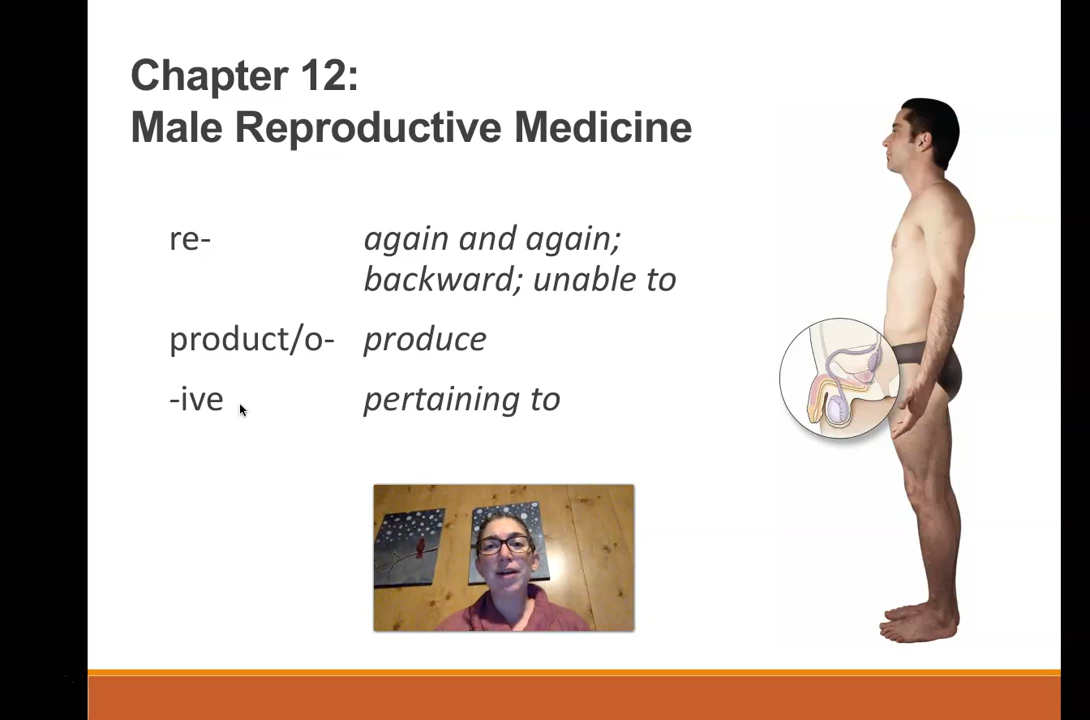 Chapter 12:
Male Reproductive Medicine
re- again and again;
backward; unable to
product/o- produce
-ive pertaining to